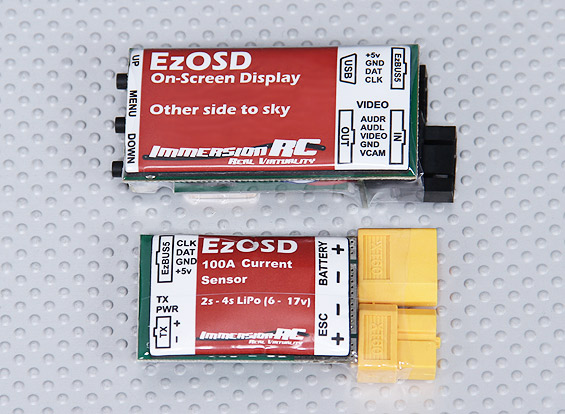 UP
MENU
DOWN
EzOSD
On-Screen Display
Other side to sky
ImmersionRC
Real Virtuality
USB
+5v
GND
DAT
CLK
EzBUS5
VIDEO
OUT
AUDR
AUDL
VIDEO
GND
VCAM
IN
EzBUS5
CLK
DAT
GND
+5v
TX
PWR
TX
+
-
EzOSD
100A Current
Sensor
2s - 4s LiPo (6 - 17v)
ImmersionRC
Real Virtuality
BATTERY
+
-
ESC
-
+